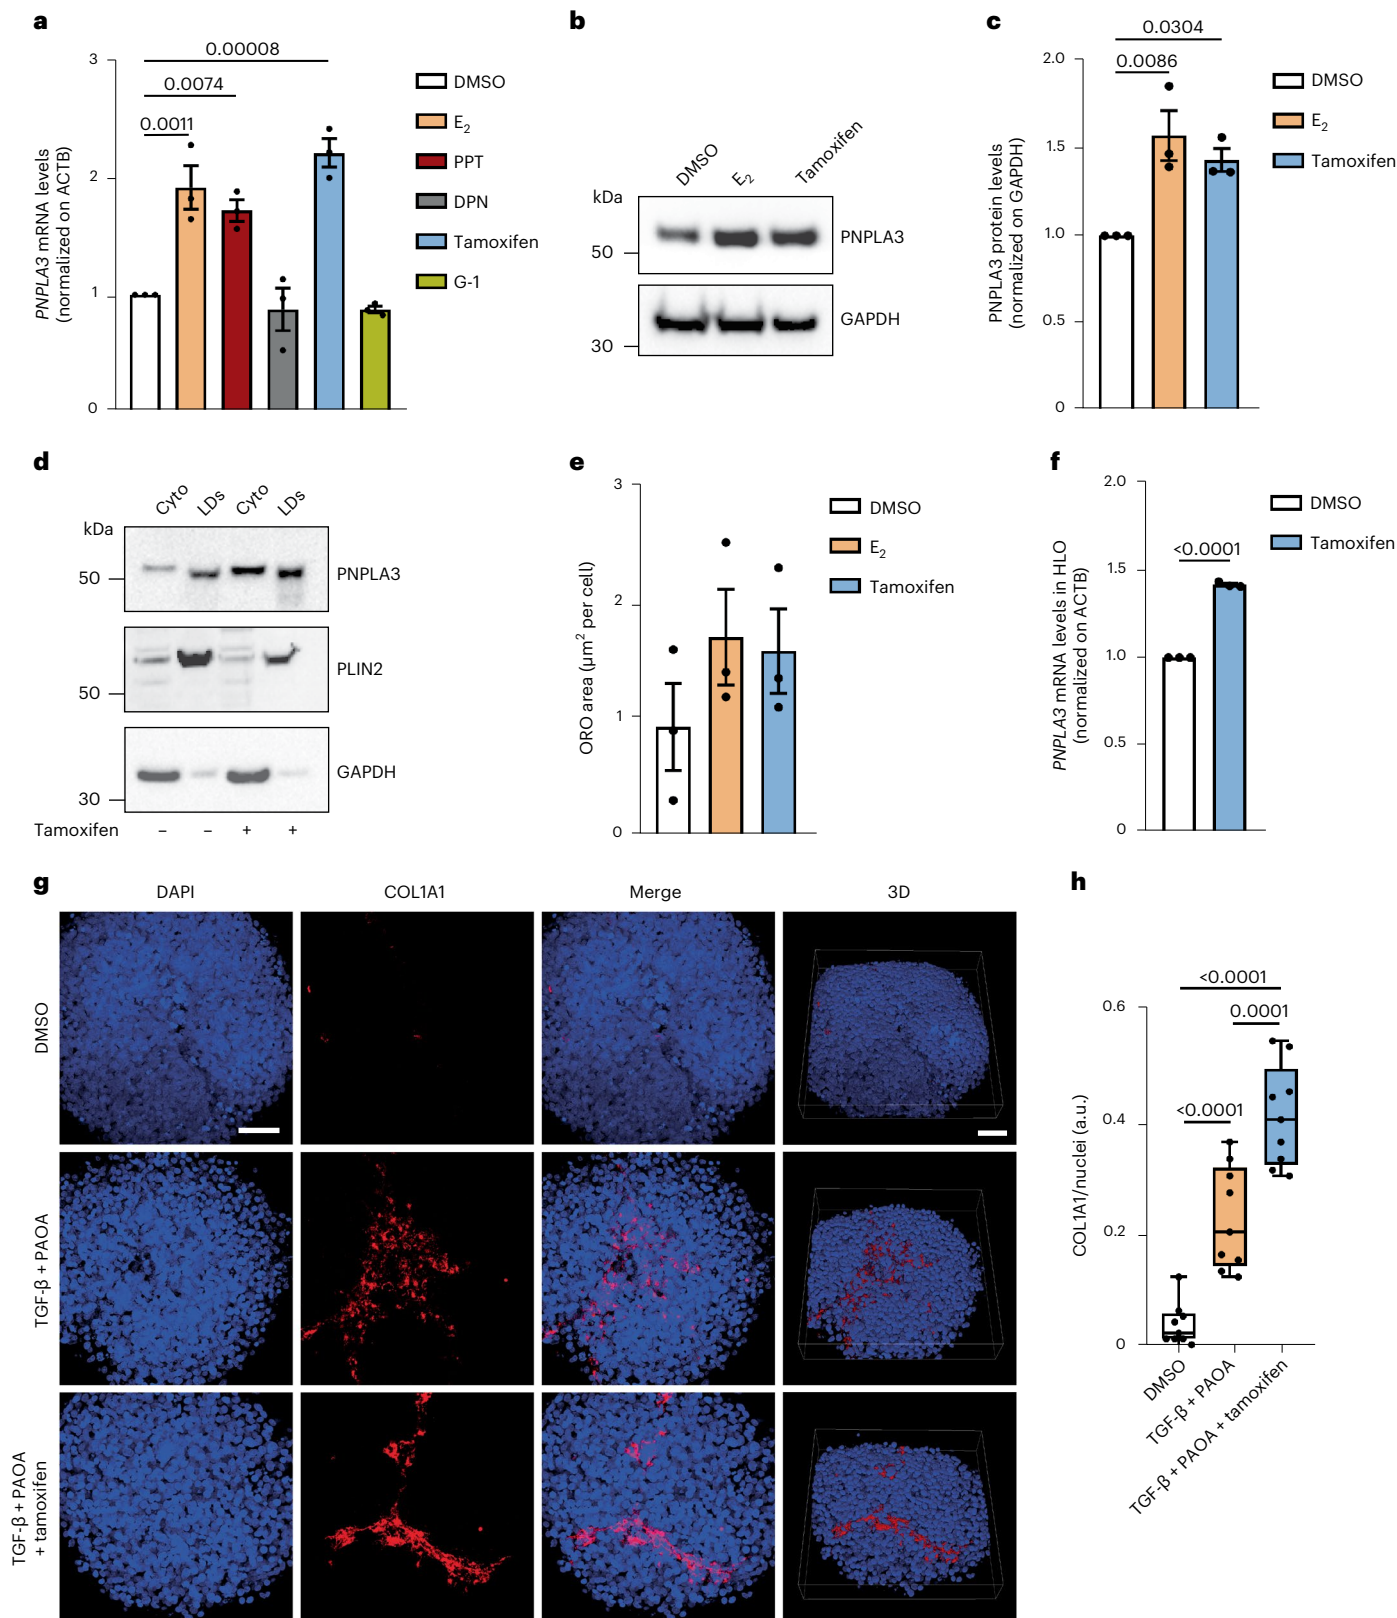 a
0.00008
0.0074
0.0011
3
2
1
0
PNPLA3 mRNA levels
(normalized on ACTB)
DMSO
E2
PPT
DPN
Tamoxifen
G-1
b
DMSO
E2
Tamoxifen
kDa
50
30
PNPLA3
GAPDH
c
0.0304
0.0086
2.0
1.5
1.0
0.5
0
PNPLA3 protein levels
(normalized on GAPDH)
DMSO
E2
Tamoxifen
d
Cyto
LDs
Cyto
LDs
kDa
50
PNPLA3
50
PLIN2
30
GAPDH
Tamoxifen – – + +
e
3
2
1
0
ORO area (µm² per cell)
DMSO
E2
Tamoxifen
f
2.0
1.5
1.0
0.5
0
<0.0001
PNPLA3 mRNA levels in HLO
(normalized on ACTB)
DMSO
Tamoxifen
g
DAPI COL1A1 Merge 3D
DMSO
TGF-β + PAOA
TGF-β + PAOA
+ tamoxifen
h
<0.0001
0.0001
<0.0001
0.6
0.4
0.2
0
COL1A1/nuclei (a.u.)
DMSO
TGF-β + PAOA
TGF-β + PAOA + tamoxifen